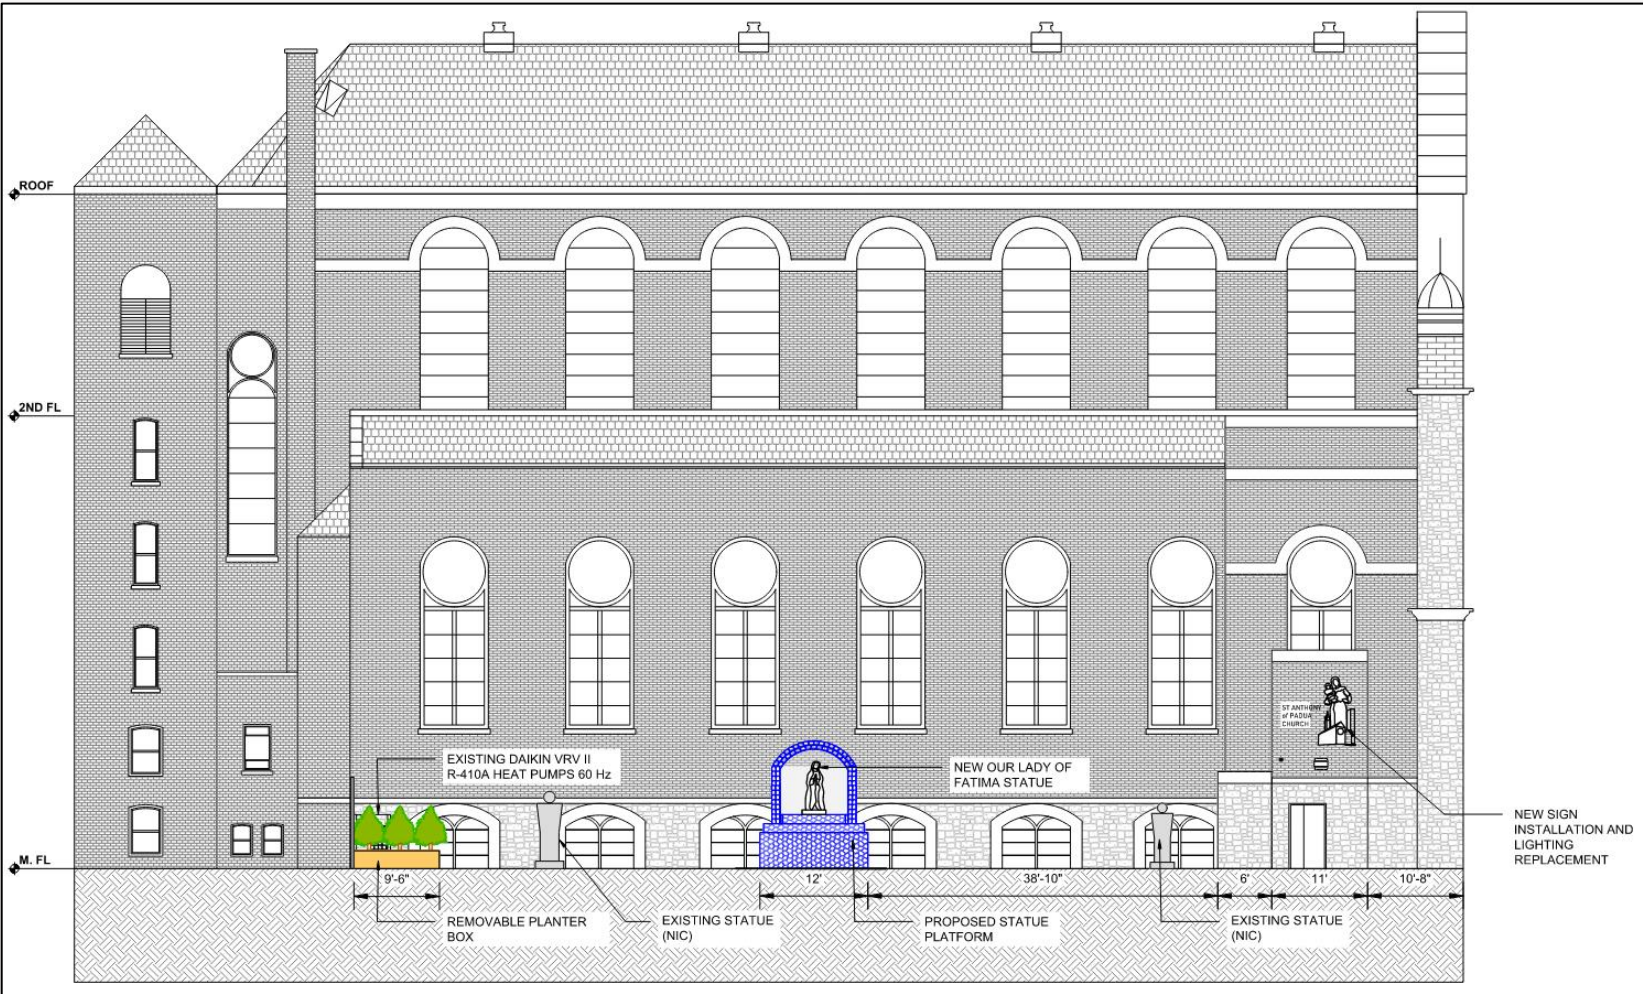 ROOF
2ND FL
ST ANTHONY
of PADUA
CHURCH
EXISTING DAIKIN VRV II
R-410A HEAT PUMPS 60 Hz
NEW OUR LADY OF
FATIMA STATUE
NEW SIGN
INSTALLATION AND
LIGHTING
REPLACEMENT
M. FL
9'-6"
12'
38'-10"
6'
11'
10'-8"
REMOVABLE PLANTER
BOX
EXISTING STATUE
(NIC)
PROPOSED STATUE
PLATFORM
EXISTING STATUE
(NIC)